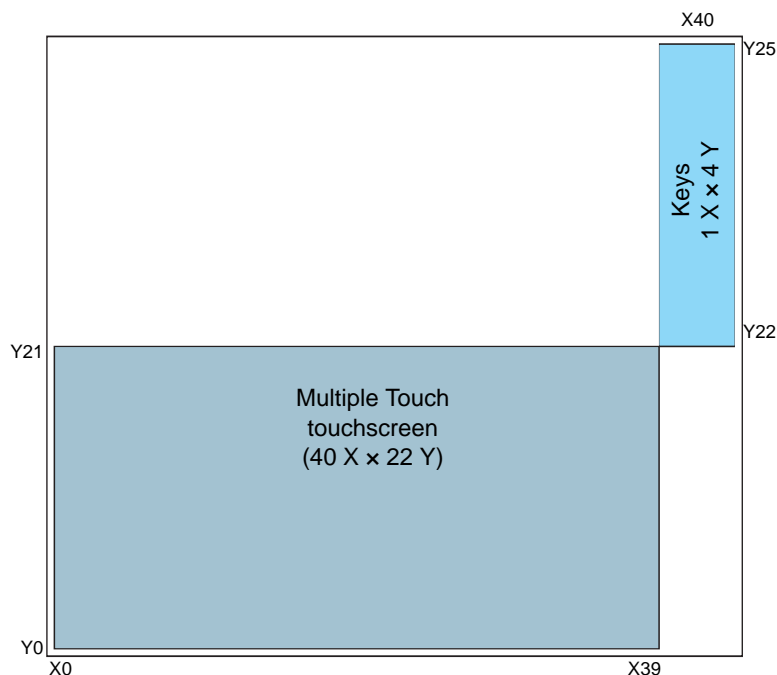 X40
Y25
Keys
1 X × 4 Y
Y22
Y21
Multiple Touch
touchscreen
(40 X × 22 Y)
Y0
X0
X39